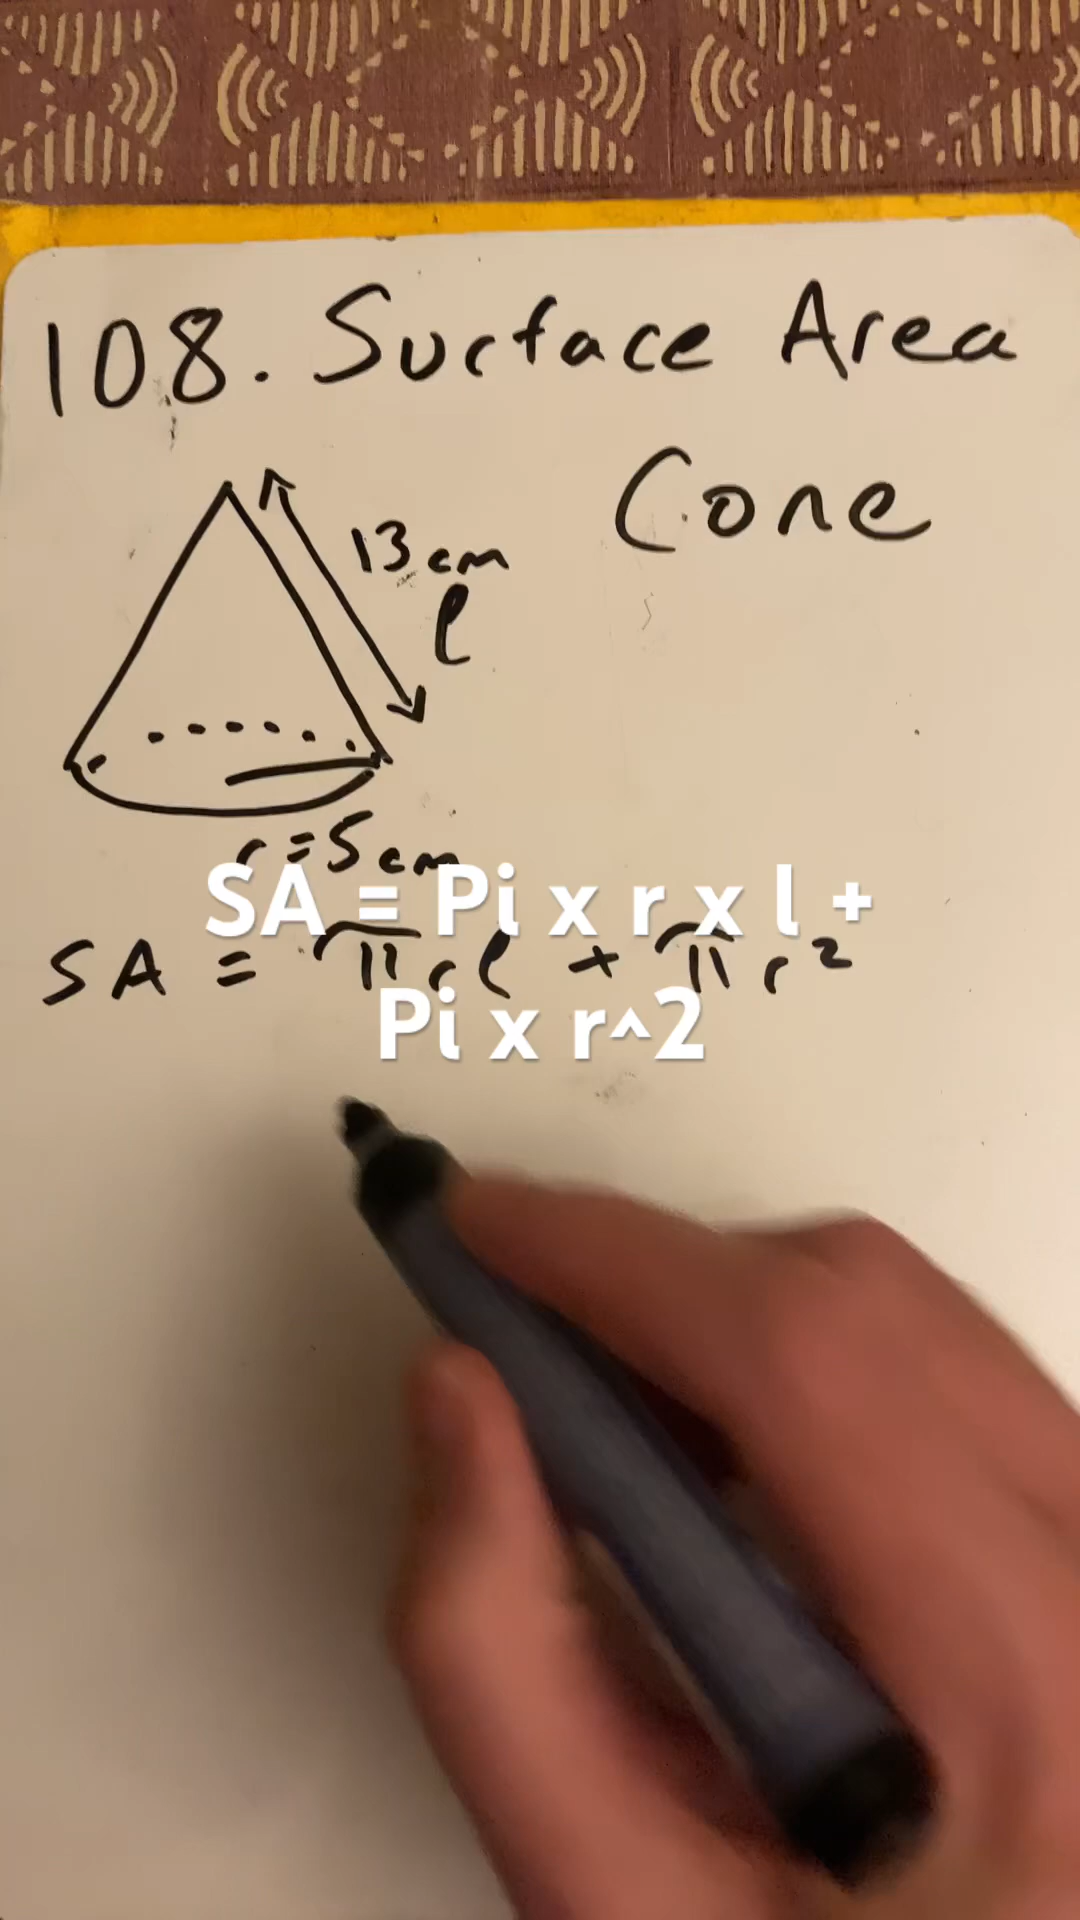 108. Surface Area
Cone
13 cm
l
r = 5 cm
SA = πrl + πr²
SA = Pi x r x l +
Pi x r^2